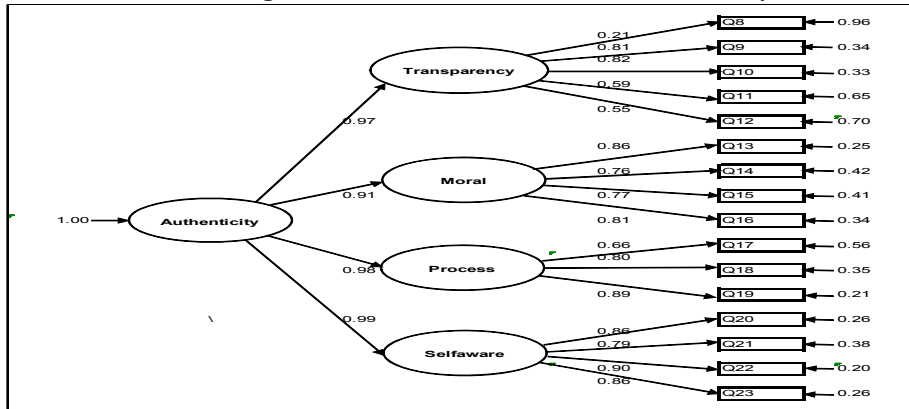 Q8 0.96
0.21
Q9 0.34
0.81
0.82
Q10 0.33
Transparency
0.59
Q11 0.65
0.55
Q12 0.70
0.97
Q13 0.25
0.86
Q14 0.42
0.76
Moral
0.77
Q15 0.41
0.91
0.81
Q16 0.34
1.00 Authenticity
Q17 0.56
0.66
0.80
Process
Q18 0.35
0.98
0.89
Q19 0.21
0.99
Q20 0.26
0.86
Q21 0.38
0.79
Selfaware
0.90
Q22 0.20
0.86
Q23 0.26